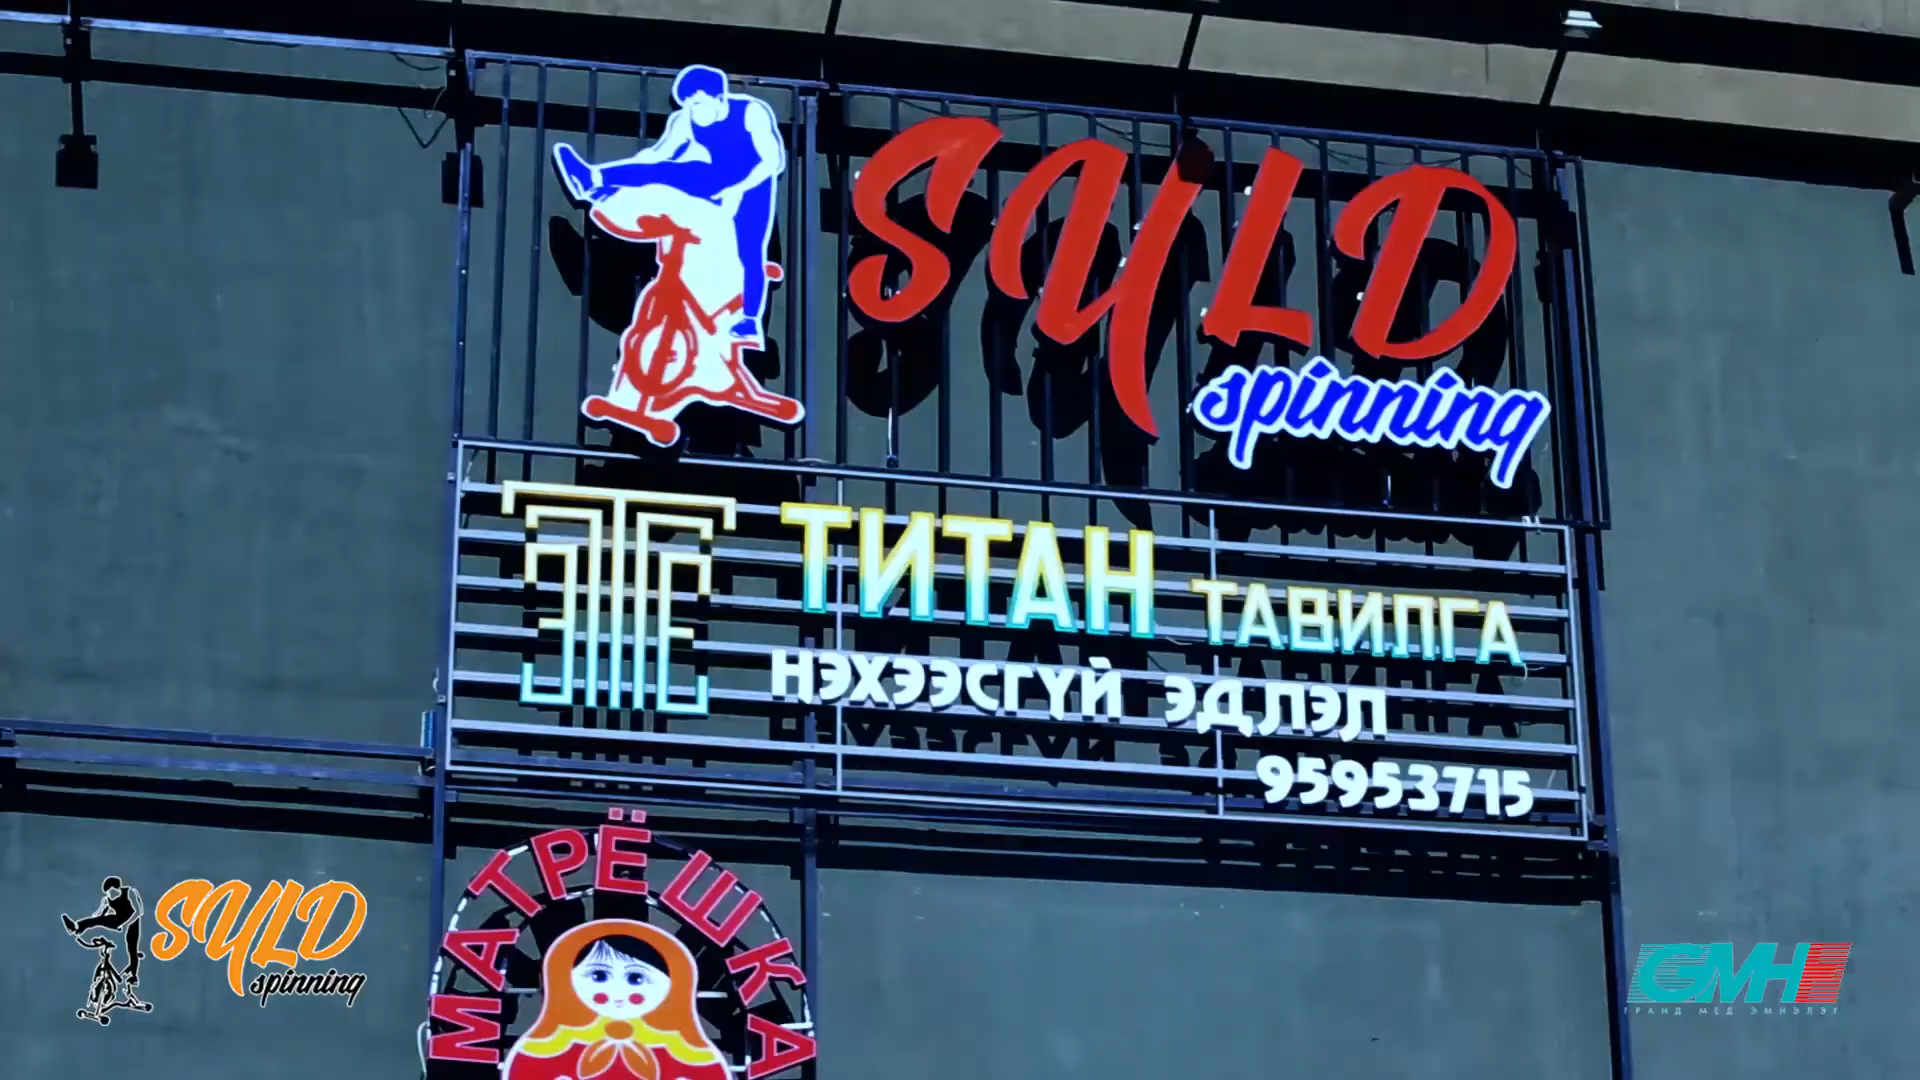 SULD
spinning
ТИТАН ТАВИЛГА
НЭХЭЭСГҮЙ ЭДЛЭЛ
95953715
МАТРЁШКА
SULD
spinning
GMH
ГРАНД МЕД ЭМНЭЛЭГ